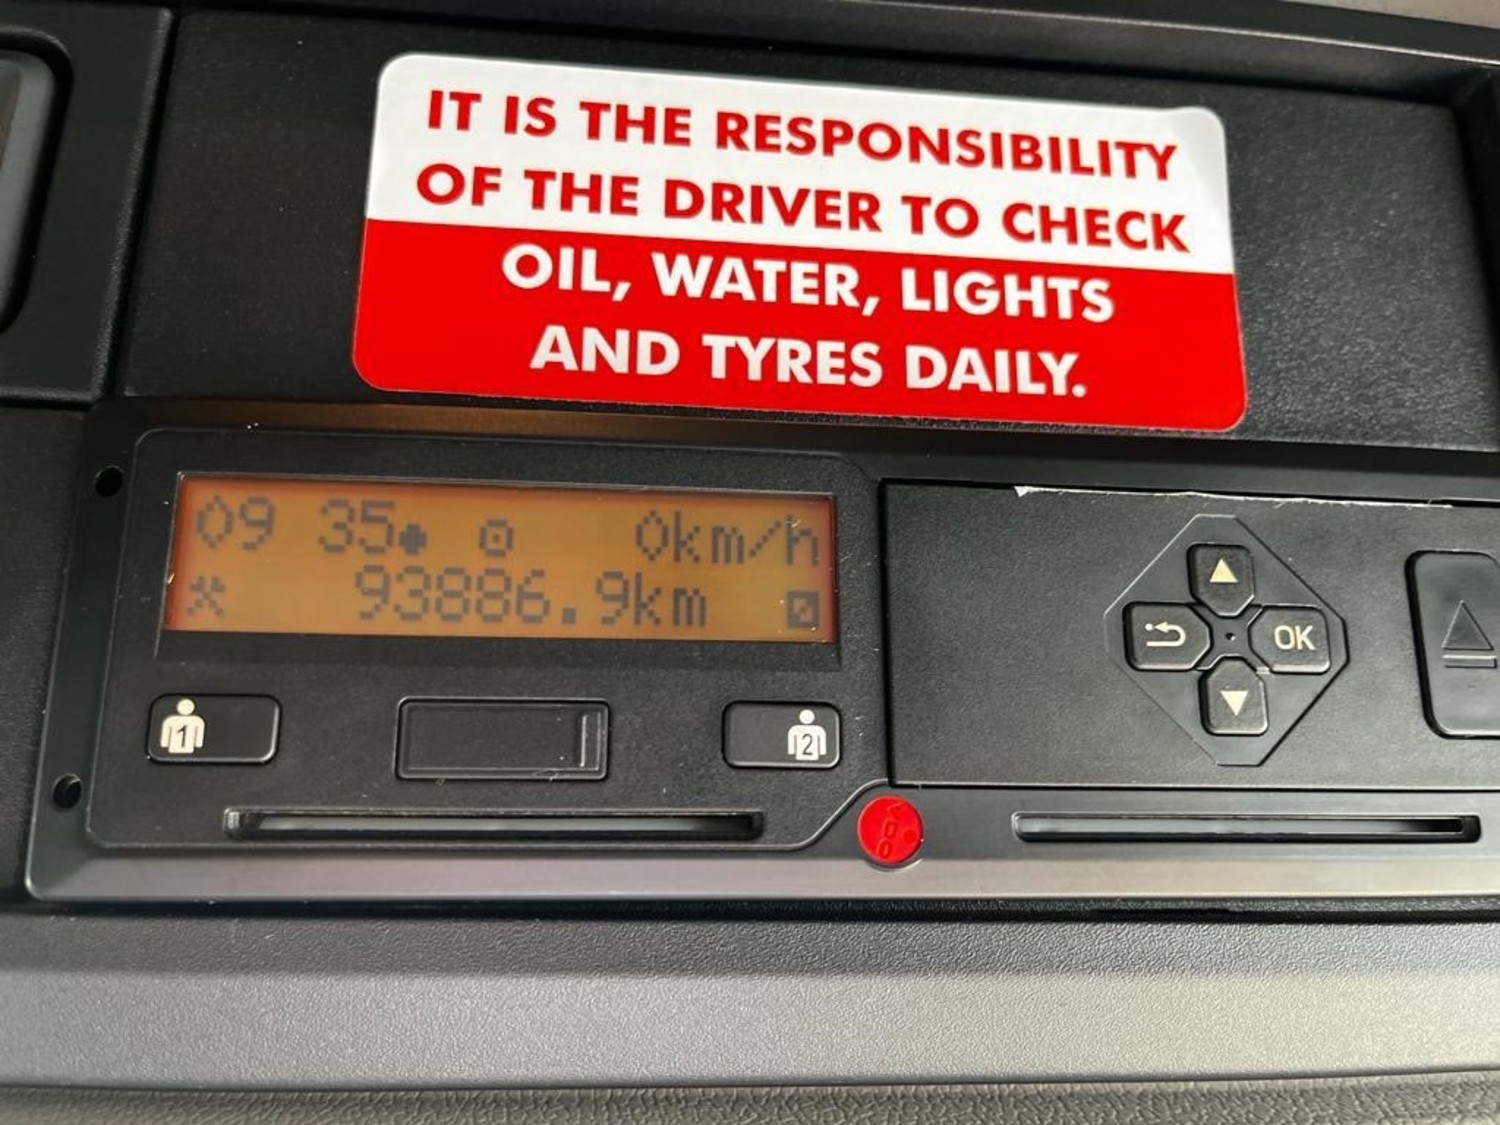 IT IS THE RESPONSIBILITY
OF THE DRIVER TO CHECK
OIL, WATER, LIGHTS
AND TYRES DAILY.
09 35 0km/h
93886.9km
OK
1
2
VDO